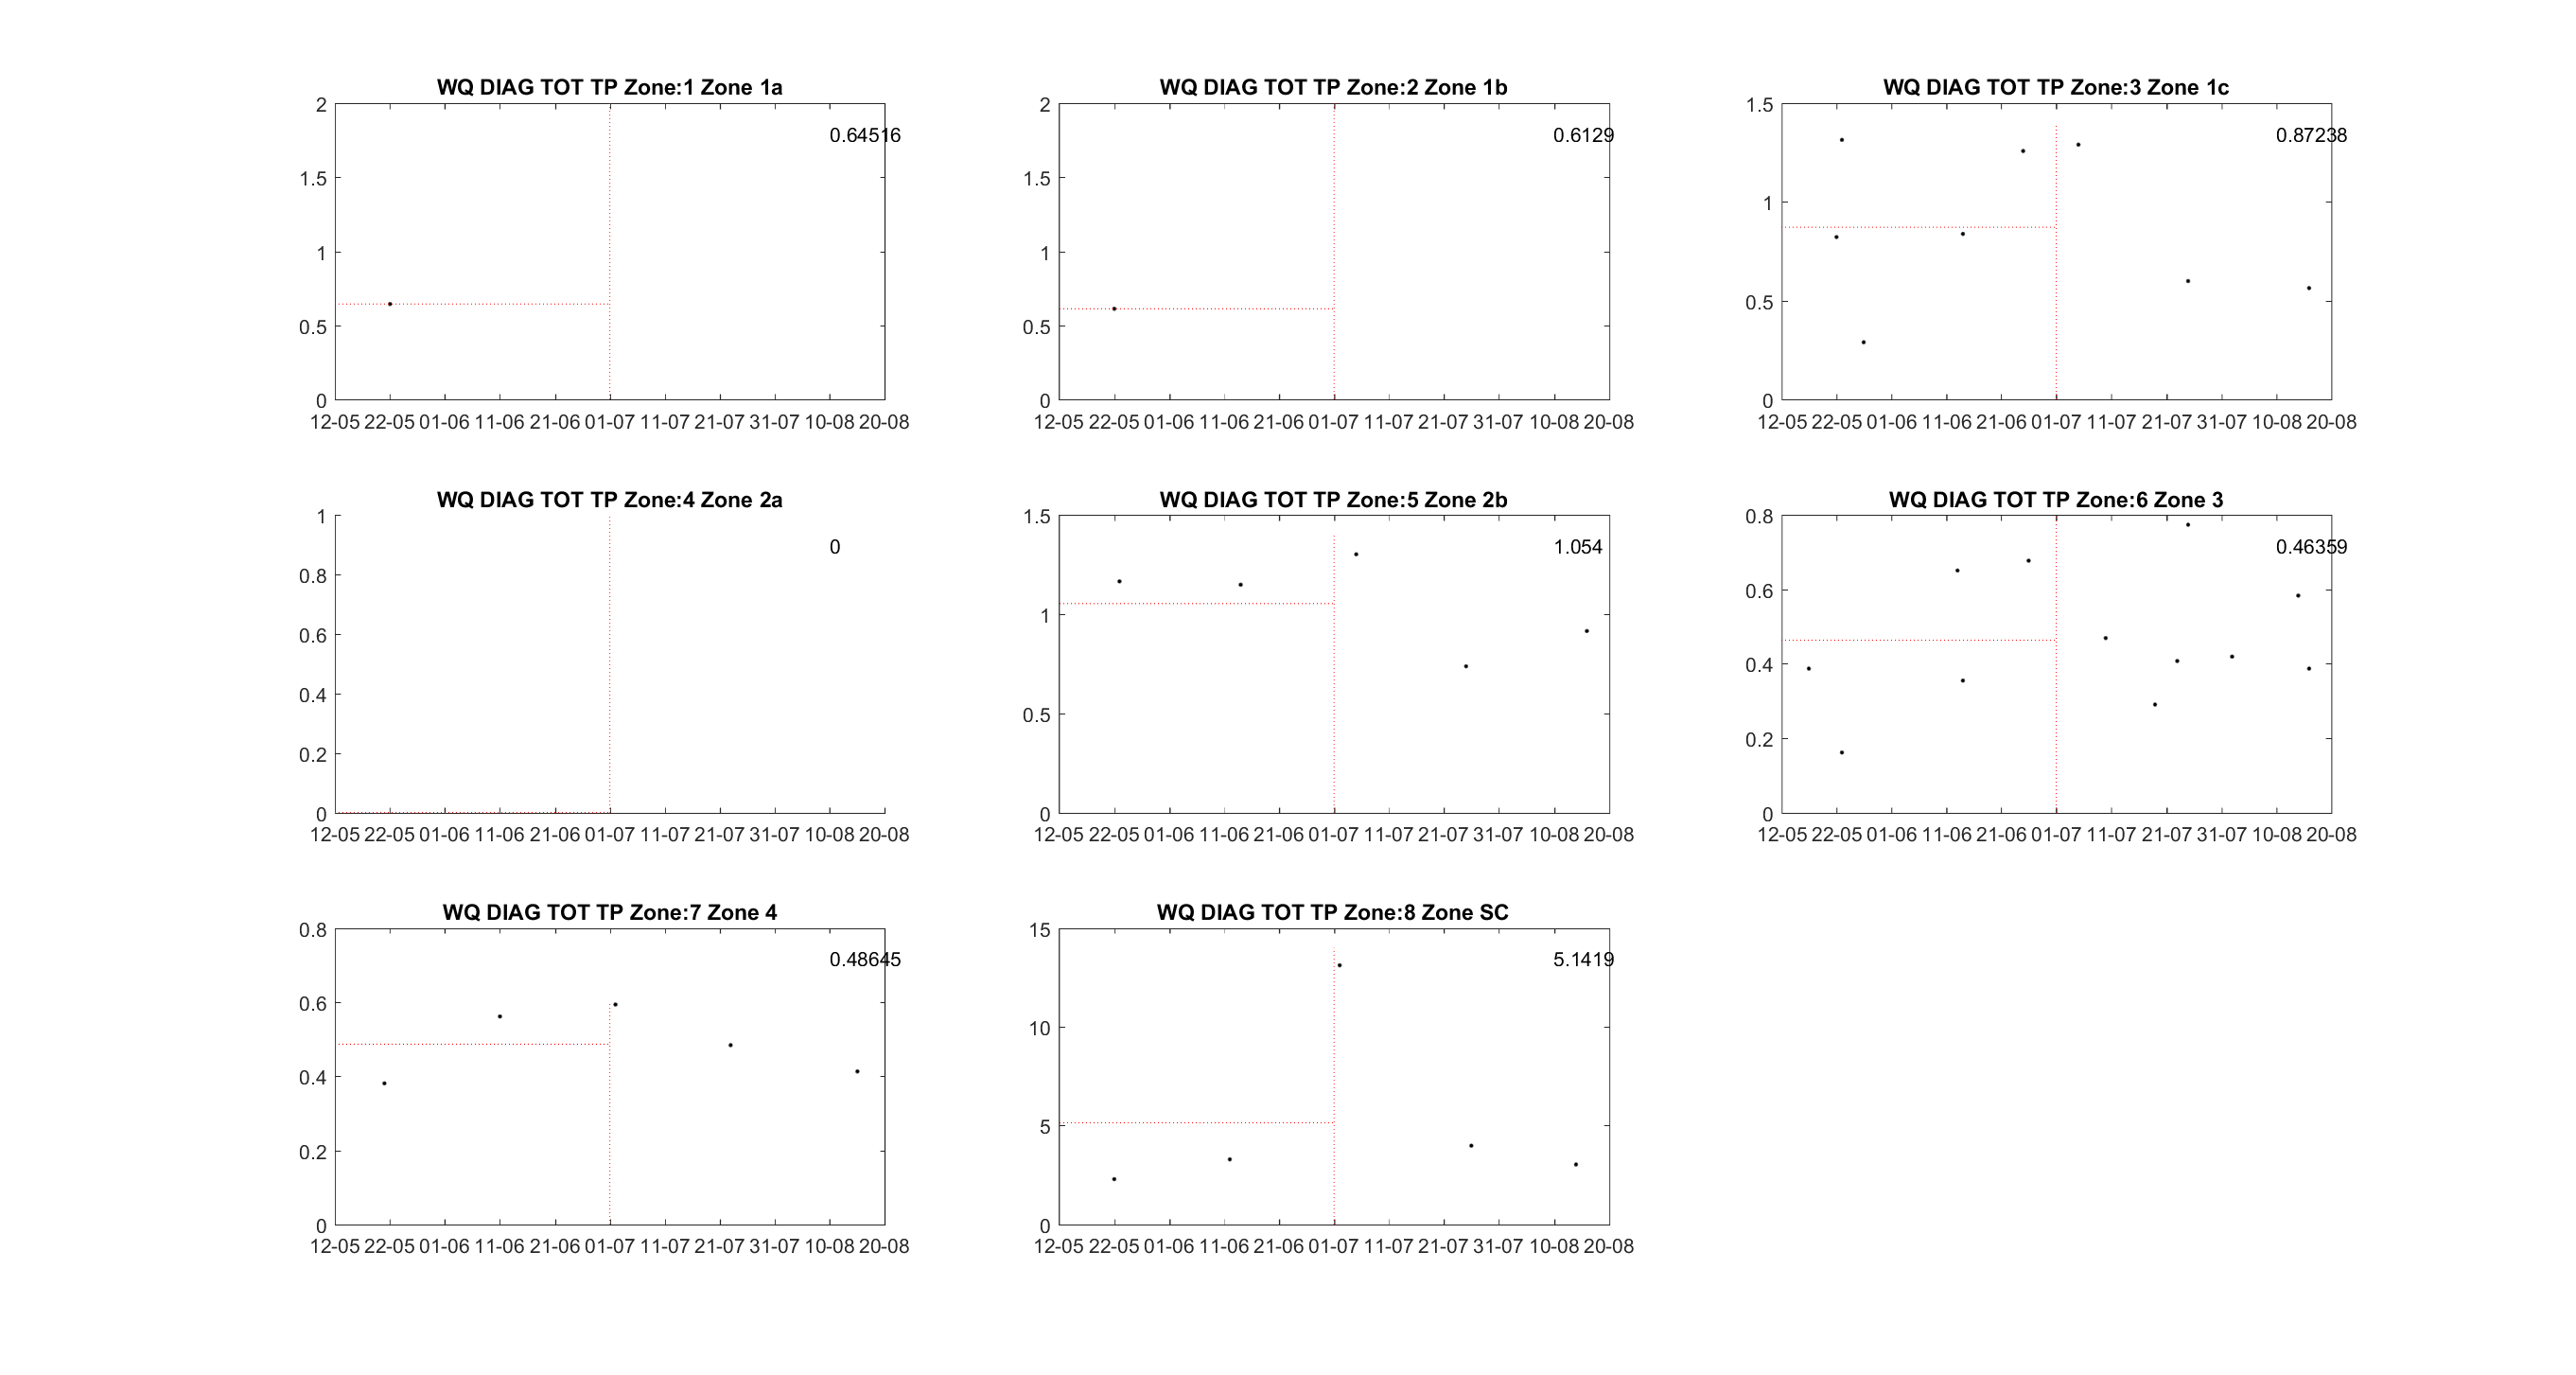 WQ DIAG TOT TP Zone:1 Zone 1a
2
0.64516
1.5
1
0.5
0
12-05 22-05 01-06 11-06 21-06 01-07 11-07 21-07 31-07 10-08 20-08
WQ DIAG TOT TP Zone:2 Zone 1b
2
0.6129
1.5
1
0.5
0
12-05 22-05 01-06 11-06 21-06 01-07 11-07 21-07 31-07 10-08 20-08
WQ DIAG TOT TP Zone:3 Zone 1c
1.5
0.87238
1
0.5
0
12-05 22-05 01-06 11-06 21-06 01-07 11-07 21-07 31-07 10-08 20-08
WQ DIAG TOT TP Zone:4 Zone 2a
1
0
0.8
0.6
0.4
0.2
0
12-05 22-05 01-06 11-06 21-06 01-07 11-07 21-07 31-07 10-08 20-08
WQ DIAG TOT TP Zone:5 Zone 2b
1.5
1.054
1
0.5
0
12-05 22-05 01-06 11-06 21-06 01-07 11-07 21-07 31-07 10-08 20-08
WQ DIAG TOT TP Zone:6 Zone 3
0.8
0.46359
0.6
0.4
0.2
0
12-05 22-05 01-06 11-06 21-06 01-07 11-07 21-07 31-07 10-08 20-08
WQ DIAG TOT TP Zone:7 Zone 4
0.8
0.48645
0.6
0.4
0.2
0
12-05 22-05 01-06 11-06 21-06 01-07 11-07 21-07 31-07 10-08 20-08
WQ DIAG TOT TP Zone:8 Zone SC
15
5.1419
10
5
0
12-05 22-05 01-06 11-06 21-06 01-07 11-07 21-07 31-07 10-08 20-08